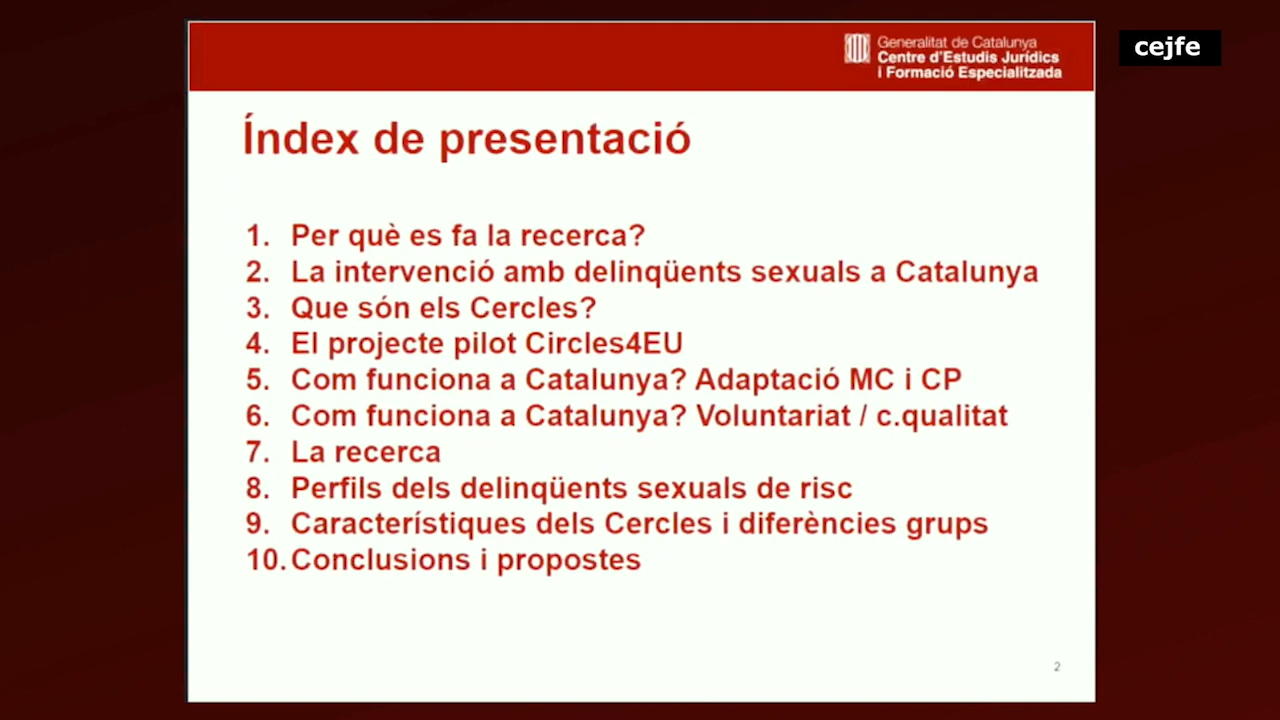 Generalitat de Catalunya
Centre d'Estudis Jurídics
i Formació Especialitzada
cejfe
Índex de presentació
1. Per què es fa la recerca?
2. La intervenció amb delinqüents sexuals a Catalunya
3. Que són els Cercles?
4. El projecte pilot Circles4EU
5. Com funciona a Catalunya? Adaptació MC i CP
6. Com funciona a Catalunya? Voluntariat / c.qualitat
7. La recerca
8. Perfils dels delinqüents sexuals de risc
9. Característiques dels Cercles i diferències grups
10. Conclusions i propostes
2